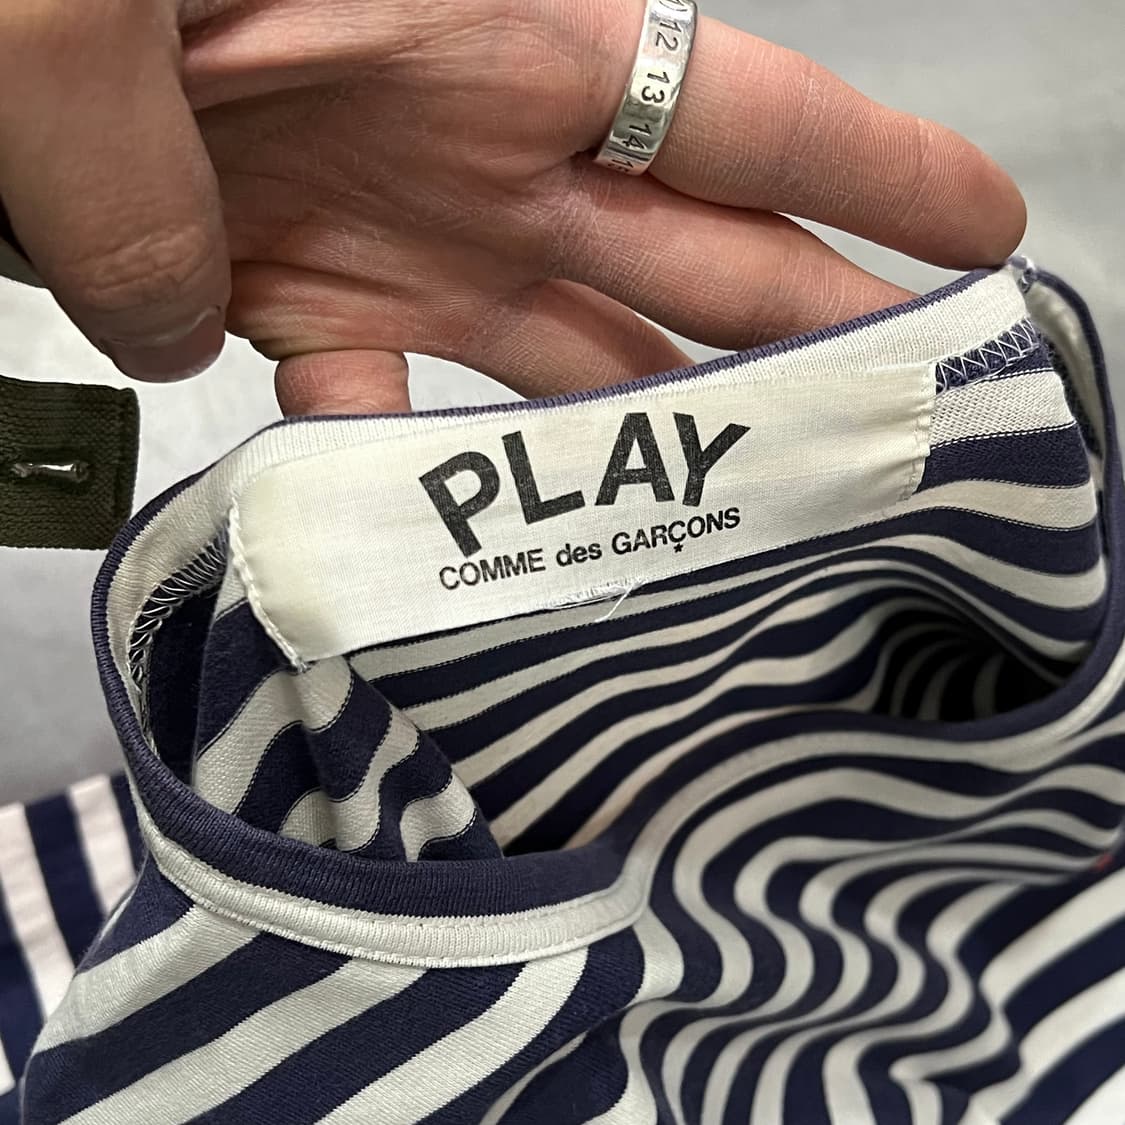 12 13 14
PLAY
COMME des GARÇONS